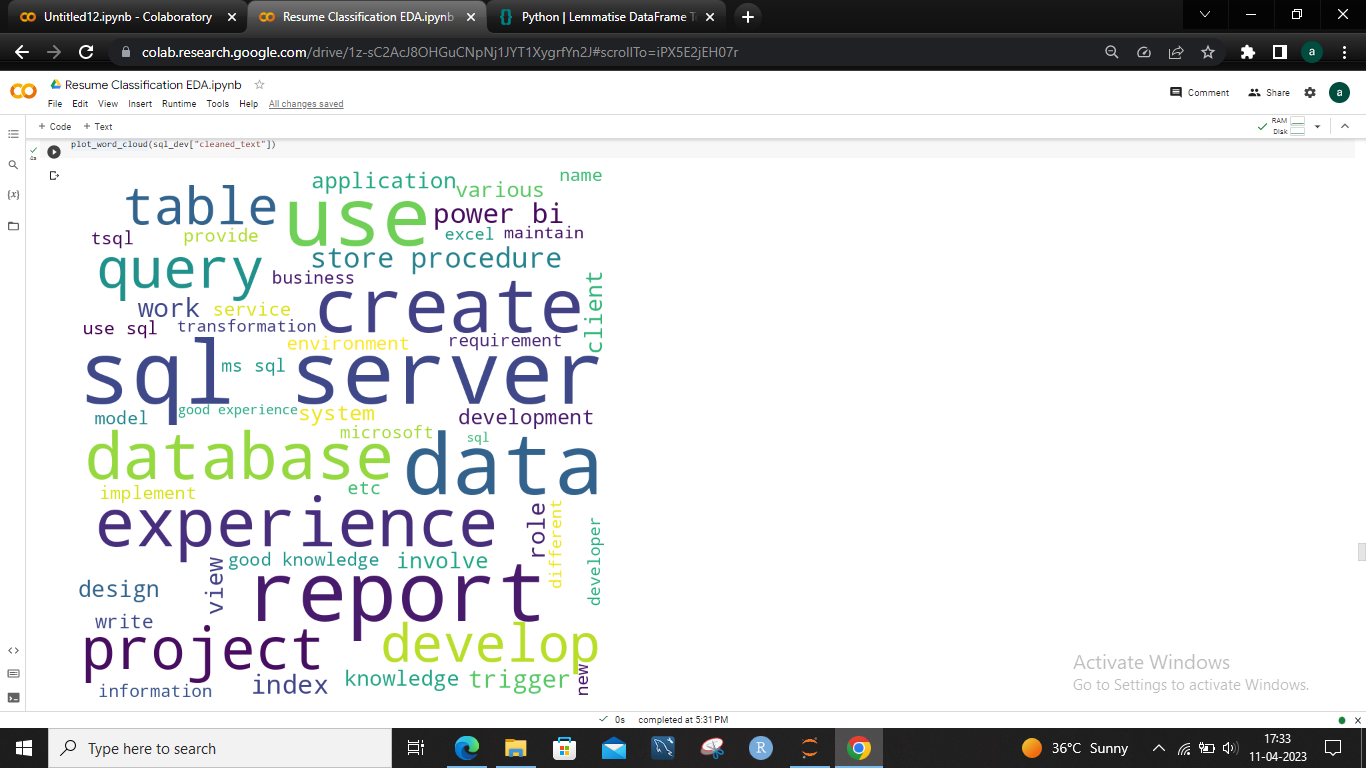 Untitled12.ipynb - Colaboratory
Resume Classification EDA.ipynb
Python | Lemmatise DataFrame T
colab.research.google.com/drive/1z-sC2AcJ8OHGuCNpNj1JYT1XygrfYn2J#scrollTo=iPX5E2jEH07r
a
Resume Classification EDA.ipynb
Comment
Share
a
File Edit View Insert Runtime Tools Help All changes saved
+ Code + Text
RAM
Disk
plot_word_cloud(sql_dev["cleaned_text"])
application
various
name
table
use
power bi
tsql
provide
excel
maintain
query
store procedure
business
client
work
service
create
use sql
transformation
environment
requirement
sql server
ms sql
model
good experience
system
development
microsoft
sql
database
data
implement
etc
experience
role
different
developer
good knowledge
involve
view
design
report
write
project
develop
new
information
index
knowledge
trigger
Activate Windows
Go to Settings to activate Windows.
0s completed at 5:31 PM
Type here to search
R
36°C Sunny
17:33
11-04-2023